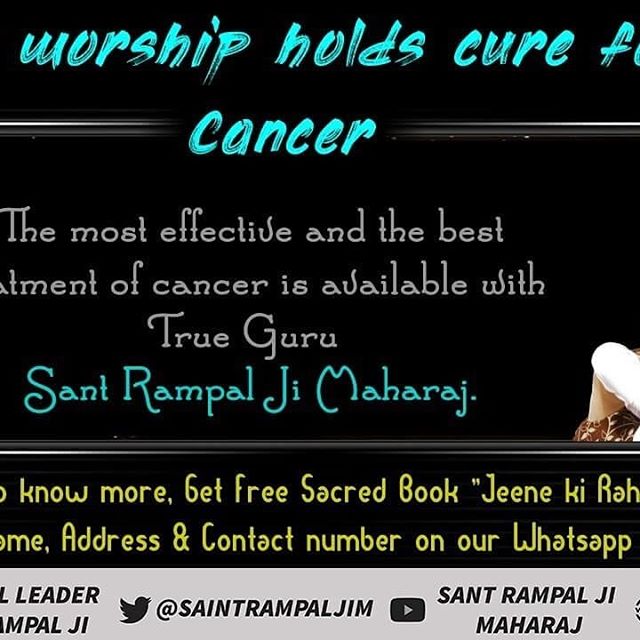 worship holds cure f
Cancer
The most effective and the best
atment of cancer is available with
True Guru
Sant Rampal Ji Maharaj.
o know more, Get Free Sacred Book "Jeene ki Rah
ame, Address & Contact number on our Whatsapp
L LEADER
AMPAL JI
@SAINTRAMPALJIM
SANT RAMPAL JI
MAHARAJ